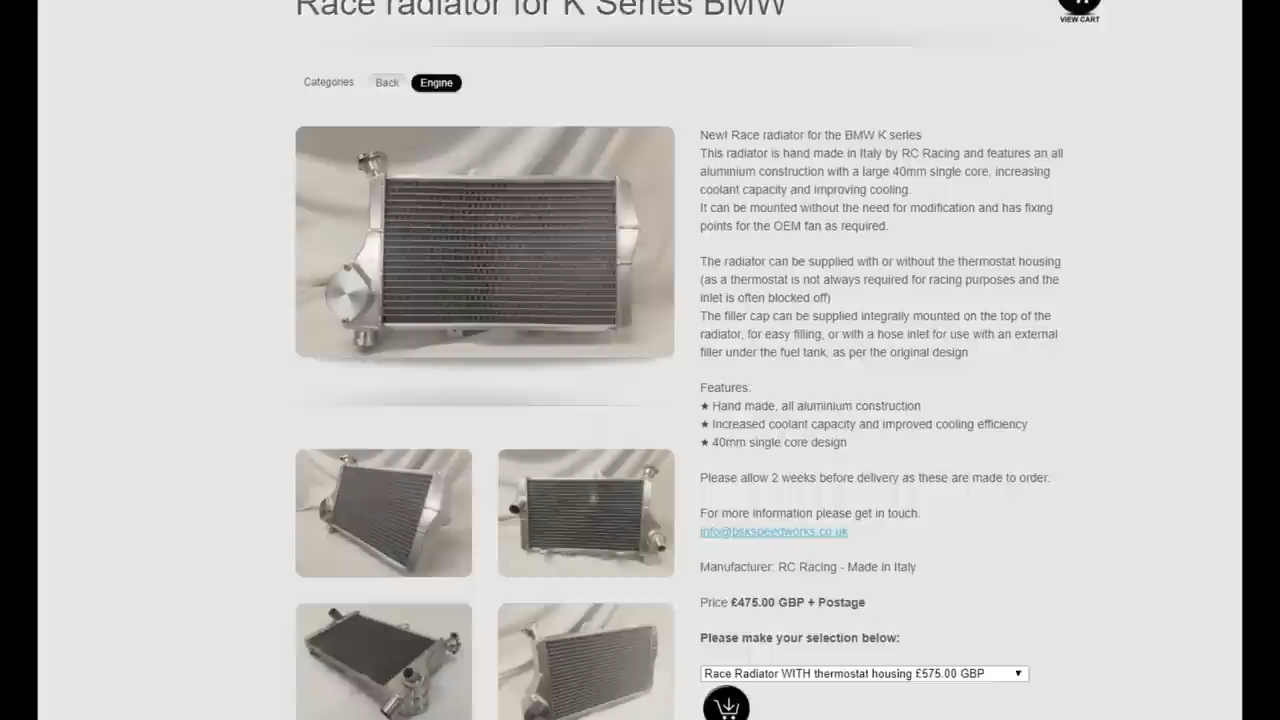 Race radiator for K Series BMW
VIEW CART
Categories Back Engine
New! Race radiator for the BMW K series
This radiator is hand made in Italy by RC Racing and features an all
aluminium construction with a large 40mm single core, increasing
coolant capacity and improving cooling.
It can be mounted without the need for modification and has fixing
points for the OEM fan as required.
The radiator can be supplied with or without the thermostat housing
(as a thermostat is not always required for racing purposes and the
inlet is often blocked off)
The filler cap can be supplied integrally mounted on the top of the
radiator, for easy filling, or with a hose inlet for use with an external
filler under the fuel tank, as per the original design
Features.
★ Hand made, all aluminium construction
★ Increased coolant capacity and improved cooling efficiency
★ 40mm single core design
Please allow 2 weeks before delivery as these are made to order.
For more information please get in touch.
info@bskspeedworks.co.uk
Manufacturer: RC Racing - Made in Italy
Price £475.00 GBP + Postage
Please make your selection below:
Race Radiator WITH thermostat housing £575.00 GBP